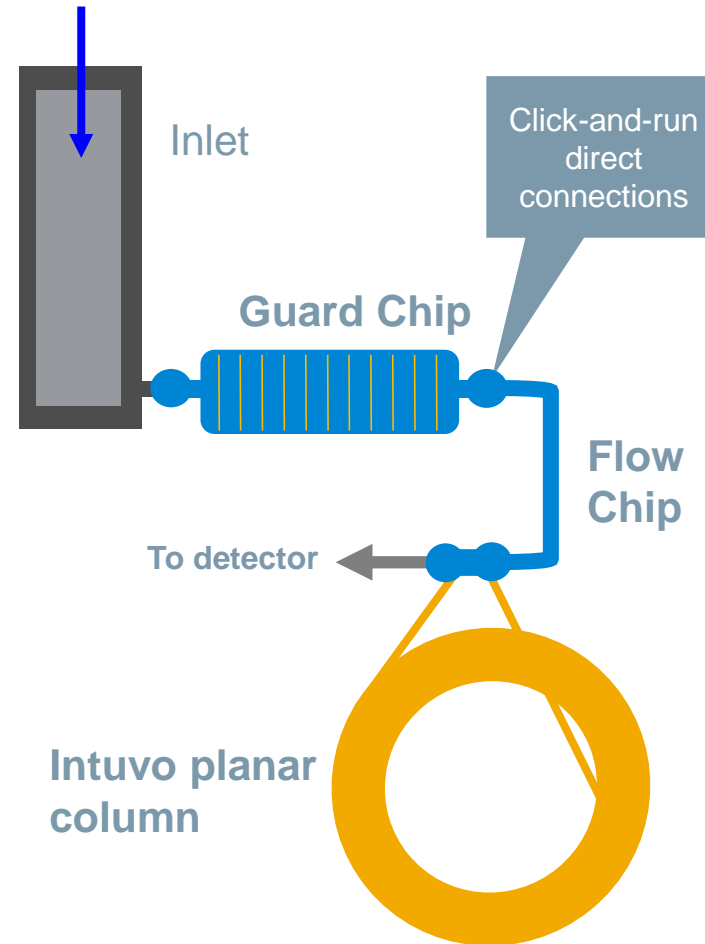 Inlet
Click-and-run
direct
connections
Guard Chip
Flow
Chip
To detector
Intuvo planar
column